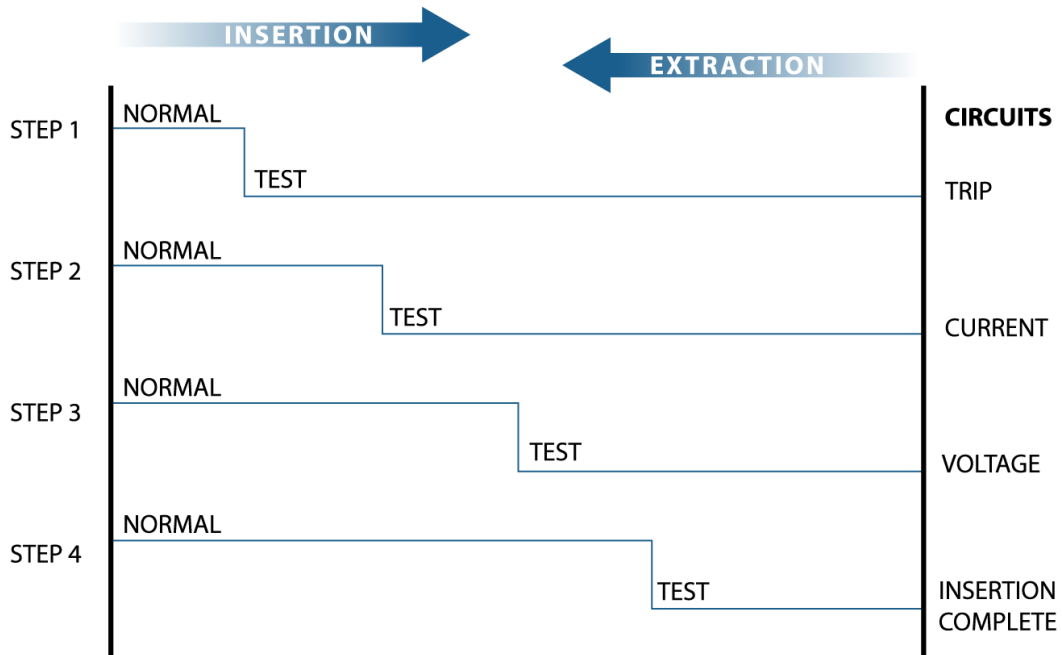 INSERTION
EXTRACTION
CIRCUITS
NORMAL
STEP 1
TEST
TRIP
NORMAL
STEP 2
TEST
CURRENT
NORMAL
STEP 3
TEST
VOLTAGE
NORMAL
STEP 4
TEST
INSERTION
COMPLETE